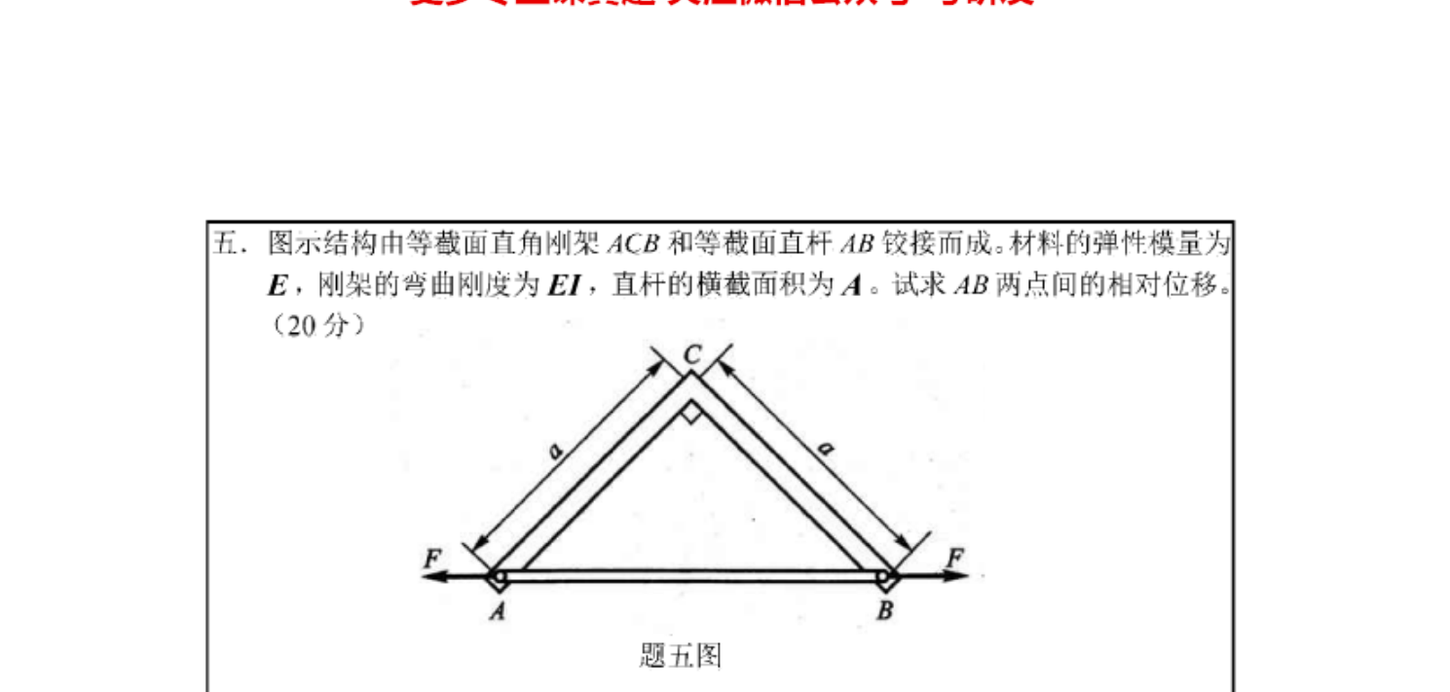 五．图示结构由等截面直角刚架 ACB 和等截面直杆 AB 铰接而成。材料的弹性模量为
E，刚架的弯曲刚度为 EI，直杆的横截面积为 A。试求 AB 两点间的相对位移。
（20 分）
C
a a
F F
A B
题五图